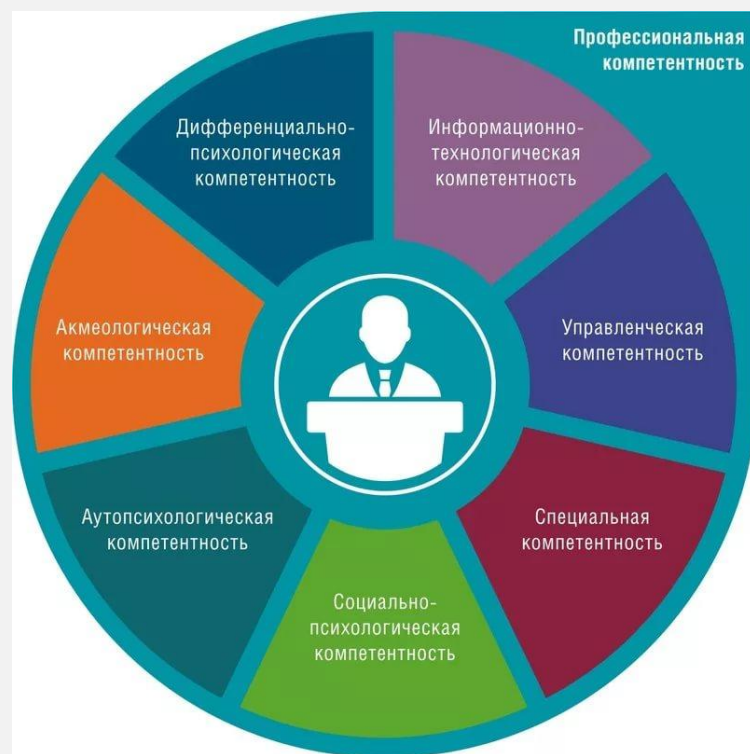 Профессиональная
компетентность
Дифференциально-
психологическая
компетентность
Информационно-
технологическая
компетентность
Акмеологическая
компетентность
Управленческая
компетентность
Аутопсихологическая
компетентность
Специальная
компетентность
Социально-
психологическая
компетентность